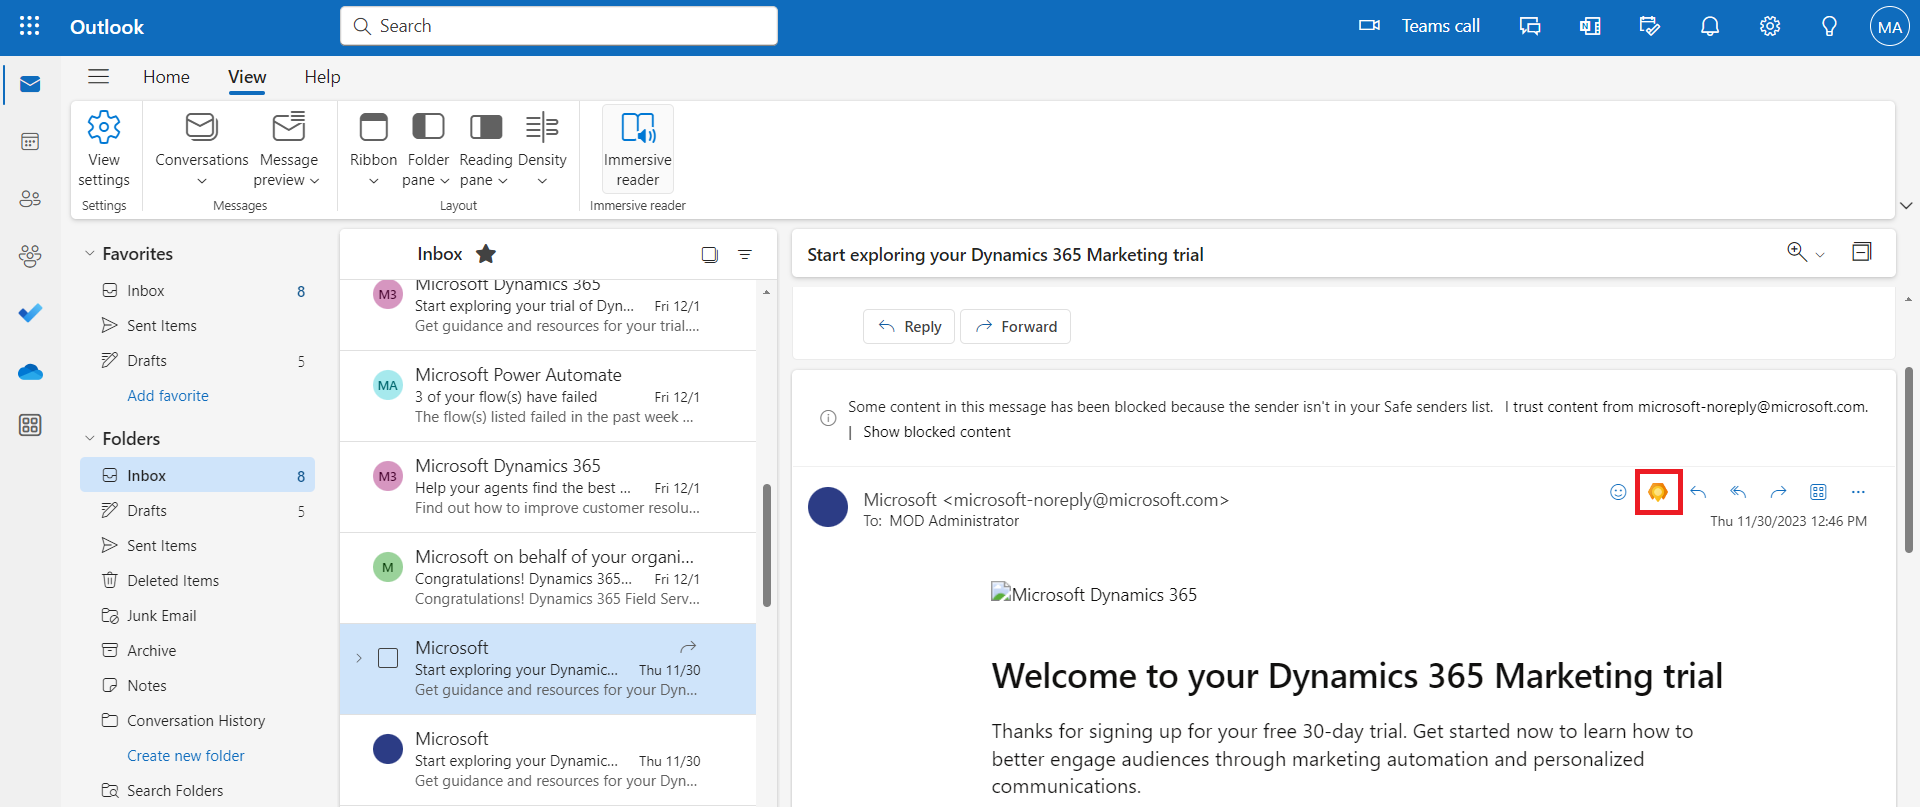 Outlook
Search
Teams call
MA
Home
View
Help
View settings
Conversations
Message preview
Ribbon
Folder pane
Reading pane
Density
Immersive reader
Settings
Messages
Layout
Immersive reader
Favorites
Inbox 8
Sent Items
Drafts 5
Add favorite
Folders
Inbox 8
Drafts 5
Sent Items
Deleted Items
Junk Email
Archive
Notes
Conversation History
Create new folder
Search Folders
Inbox
M3
Microsoft Dynamics 365
Start exploring your trial of Dyn... Fri 12/1
Get guidance and resources for your trial....
MA
Microsoft Power Automate
3 of your flow(s) have failed Fri 12/1
The flow(s) listed failed in the past week ...
M3
Microsoft Dynamics 365
Help your agents find the best ... Fri 12/1
Find out how to improve customer resolu...
M
Microsoft on behalf of your organi...
Congratulations! Dynamics 365... Fri 12/1
Congratulations! Dynamics 365 Field Serv...
Microsoft
Start exploring your Dynamic... Thu 11/30
Get guidance and resources for your Dyn...
Microsoft
Start exploring your Dynamic... Thu 11/30
Get guidance and resources for your Dyn...
Start exploring your Dynamics 365 Marketing trial
Reply
Forward
Some content in this message has been blocked because the sender isn't in your Safe senders list. I trust content from microsoft-noreply@microsoft.com.
| Show blocked content
Microsoft <microsoft-noreply@microsoft.com>
To: MOD Administrator
Thu 11/30/2023 12:46 PM
Microsoft Dynamics 365
Welcome to your Dynamics 365 Marketing trial
Thanks for signing up for your free 30-day trial. Get started now to learn how to
better engage audiences through marketing automation and personalized
communications.